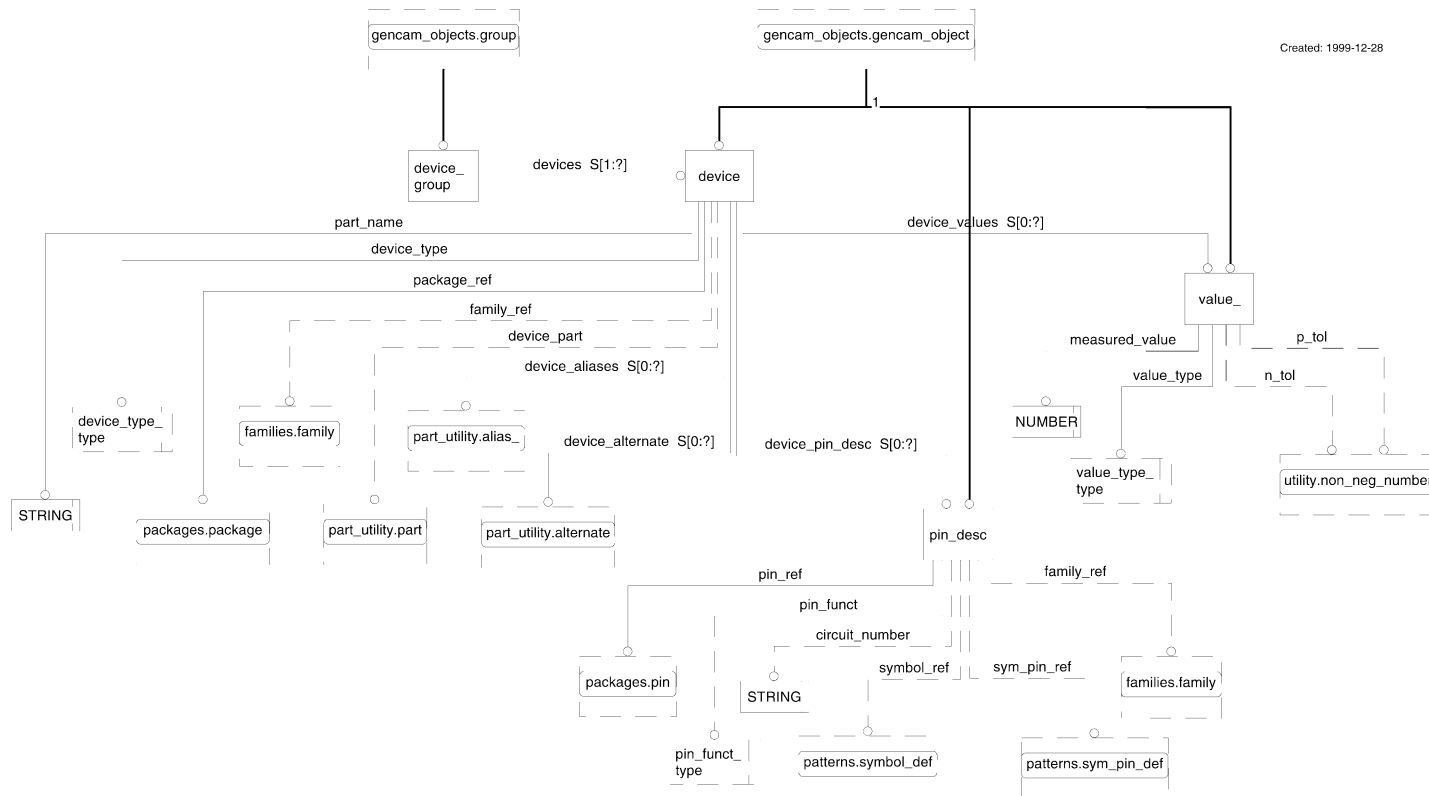 gencam_objects.group
gencam_objects.gencam_object
Created: 1999-12-28
1
device_
group
devices S[1:?]
device
part_name
device_values S[0:?]
device_type
package_ref
value_
family_ref
device_part
measured_value
p_tol
device_aliases S[0:?]
value_type
n_tol
device_type_
type
families.family
part_utility.alias_
NUMBER
device_alternate S[0:?]
device_pin_desc S[0:?]
value_type_
type
utility.non_neg_number
STRING
packages.package
part_utility.part
part_utility.alternate
pin_desc
pin_ref
family_ref
pin_funct
circuit_number
symbol_ref
sym_pin_ref
packages.pin
STRING
families.family
pin_funct_
type
patterns.symbol_def
patterns.sym_pin_def